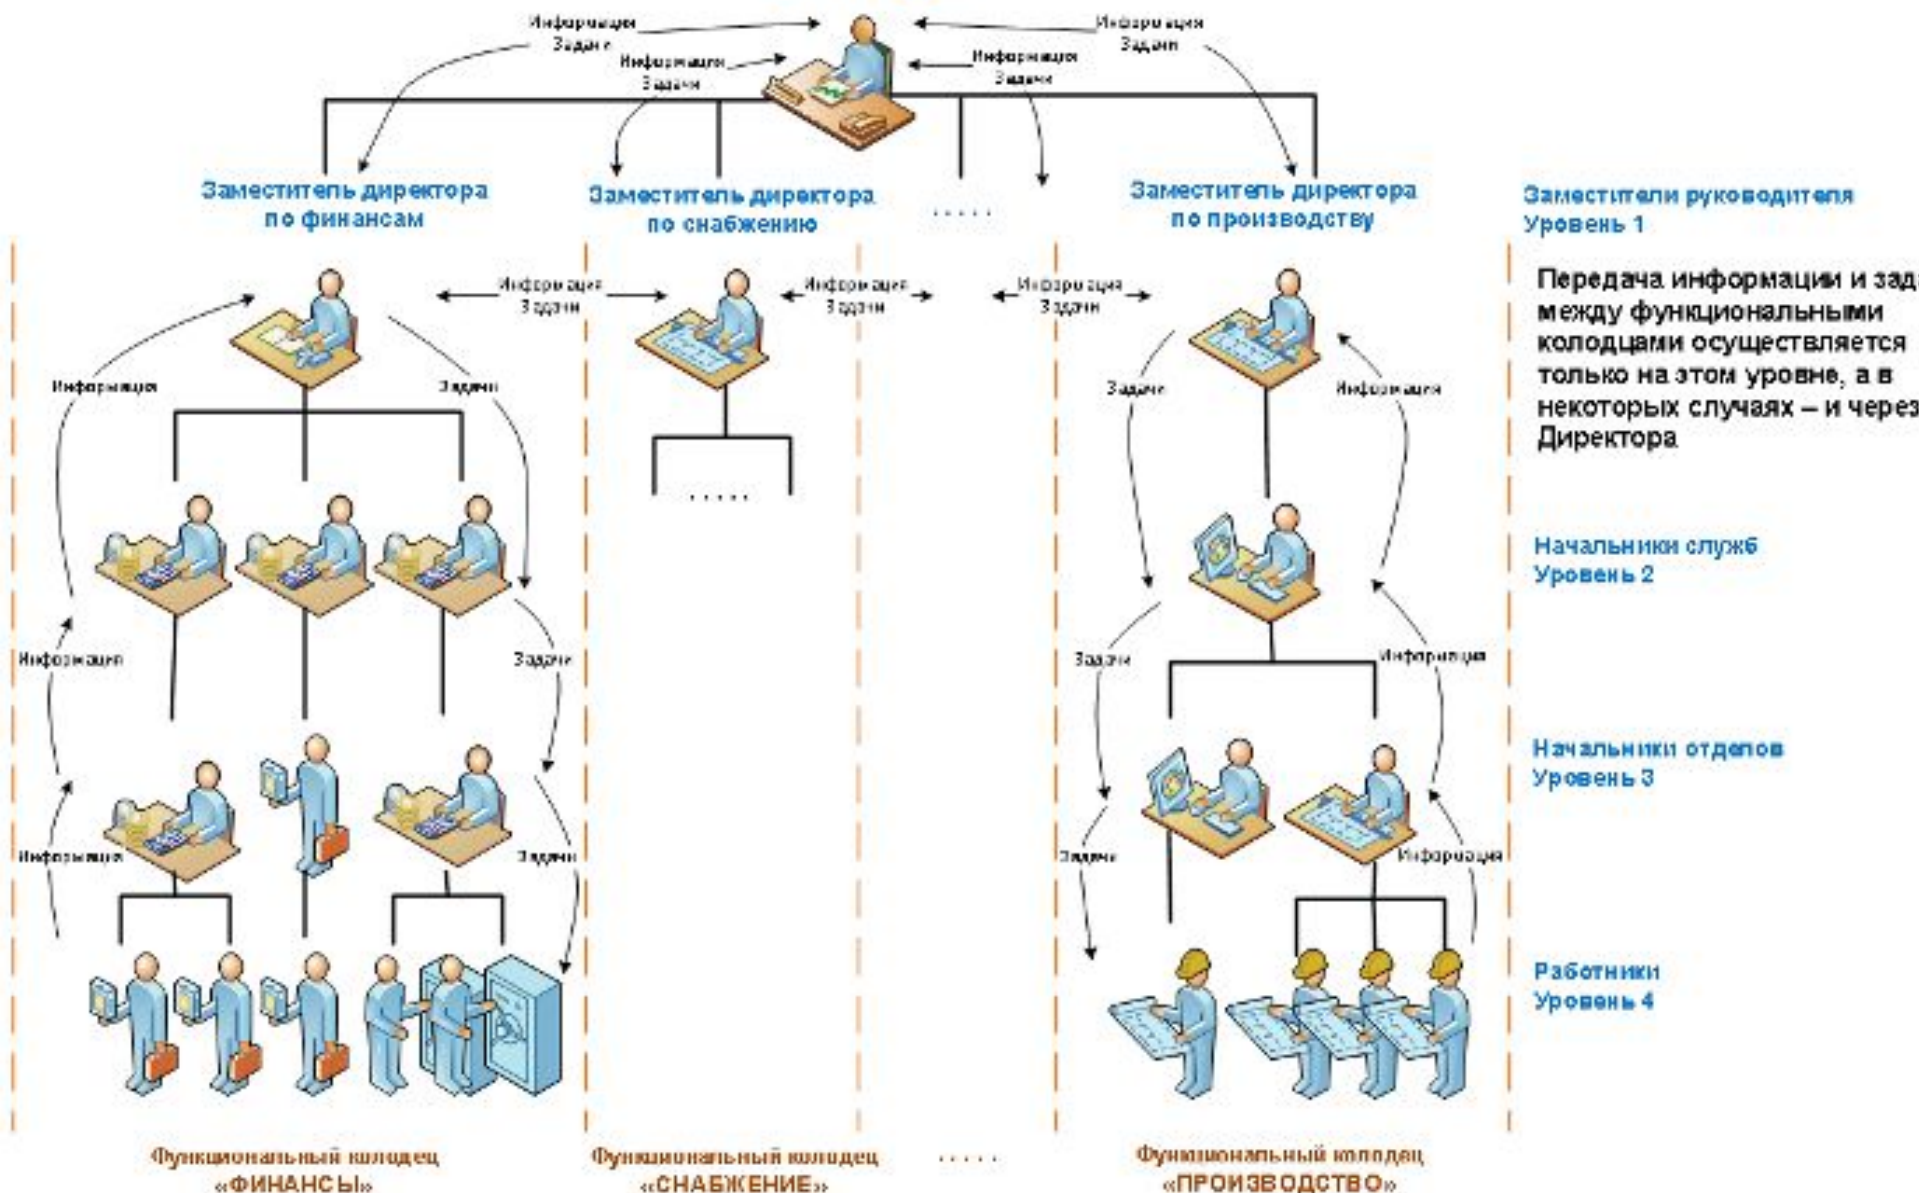 Информация
Задачи
Информация
Задачи
Информация
Задачи
Информация
Задачи
Заместитель директора
по финансам
Заместитель директора
по снабжению
.....
Заместитель директора
по производству
Заместители руководителя
Уровень 1
Информация
Задачи
Информация
Задачи
Информация
Задачи
Передача информации и зад
между функциональными
колодцами осуществляется
только на этом уровне, а в
некоторых случаях – и через
Директора
Информация
Задачи
Задачи
Информация
.....
Начальники служб
Уровень 2
Информация
Задачи
Задачи
Информация
Начальники отделов
Уровень 3
Информация
Задачи
Задачи
Информация
Работники
Уровень 4
Функциональный колодец
«ФИНАНСЫ»
Функциональный колодец
«СНАБЖЕНИЕ»
.....
Функциональный колодец
«ПРОИЗВОДСТВО»